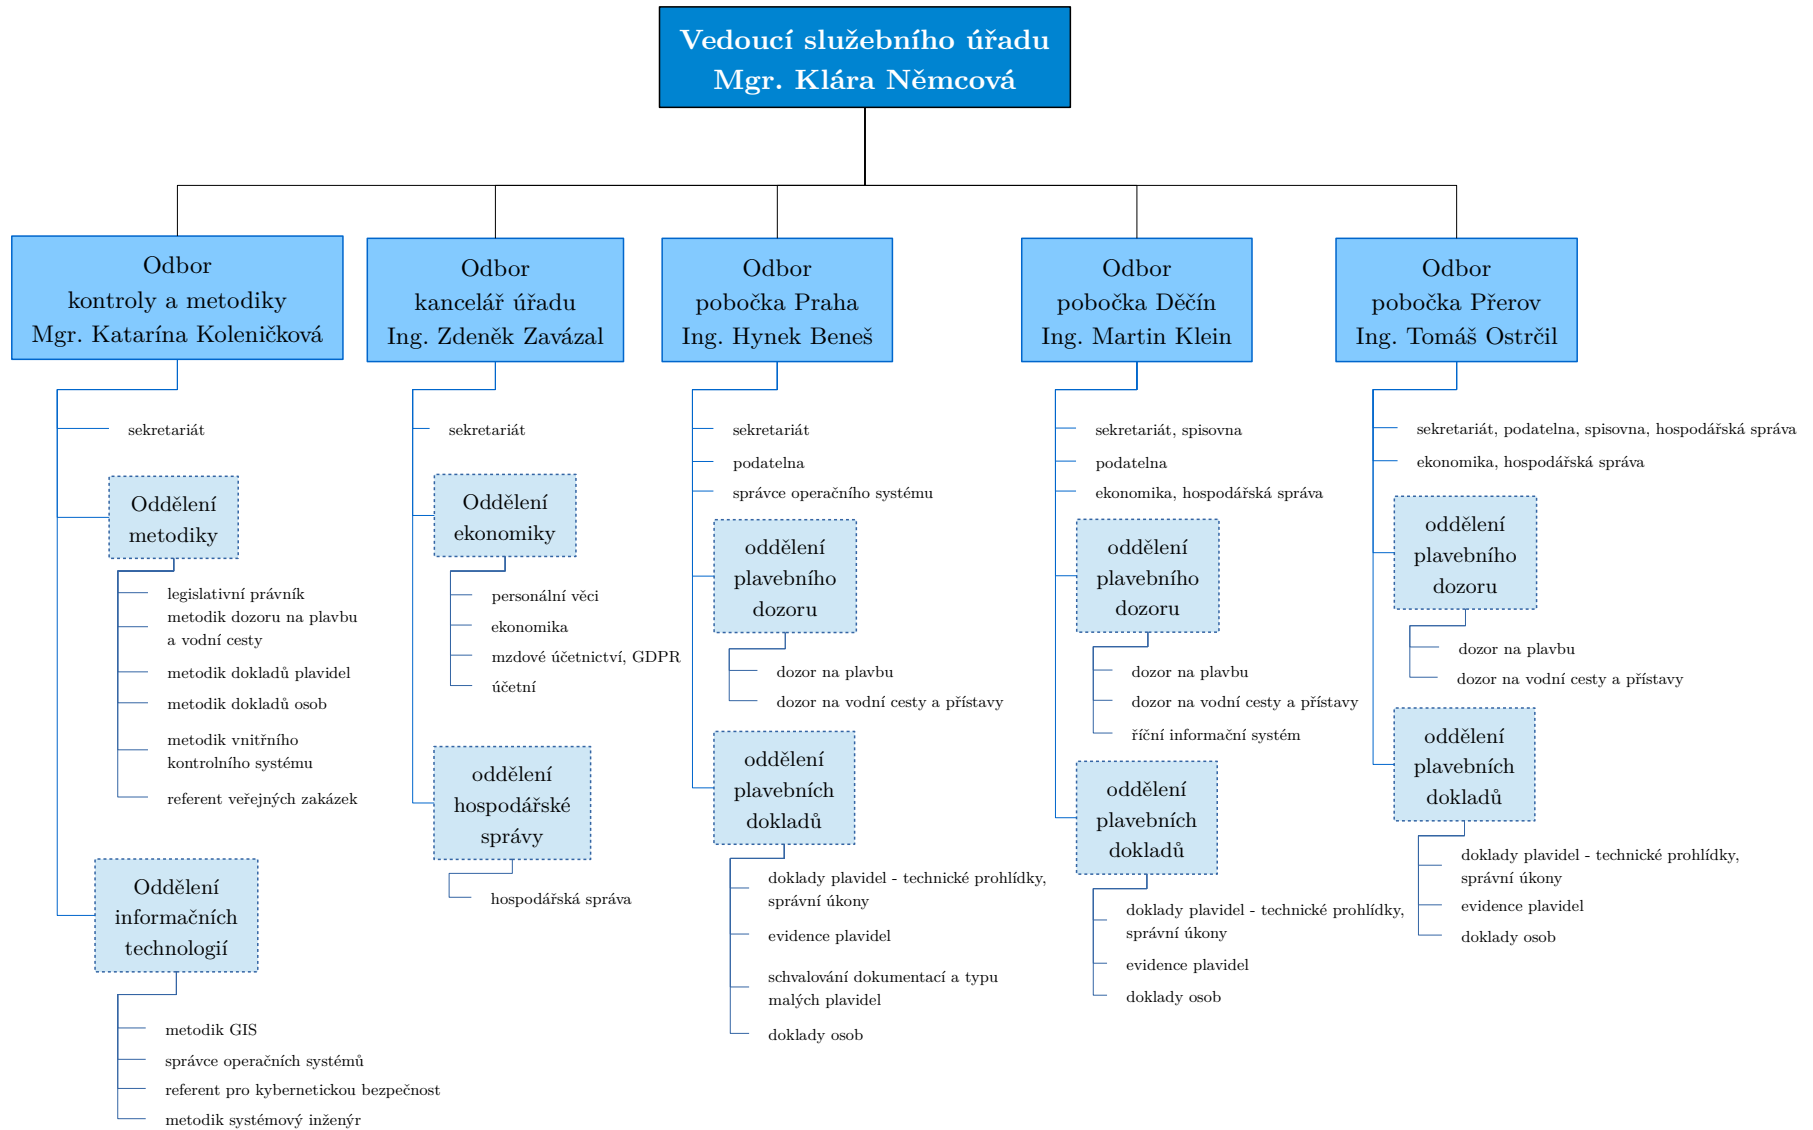 Vedoucí služebního úřadu
Mgr. Klára Němcová
Odbor
kontroly a metodiky
Mgr. Katarína Koleničková
sekretariát
Oddělení
metodiky
legislativní právník
metodik dozoru na plavbu
a vodní cesty
metodik dokladů plavidel
metodik dokladů osob
metodik vnitřního
kontrolního systému
referent veřejných zakázek
Oddělení
informačních
technologií
metodik GIS
správce operačních systémů
referent pro kybernetickou bezpečnost
metodik systémový inženýr
Odbor
kancelář úřadu
Ing. Zdeněk Zavázal
sekretariát
Oddělení
ekonomiky
personální věci
ekonomika
mzdové účetnictví, GDPR
účetní
oddělení
hospodářské
správy
hospodářská správa
Odbor
pobočka Praha
Ing. Hynek Beneš
sekretariát
podatelna
správce operačního systému
oddělení
plavebního
dozoru
dozor na plavbu
dozor na vodní cesty a přístavy
oddělení
plavebních
dokladů
doklady plavidel - technické prohlídky,
správní úkony
evidence plavidel
schvalování dokumentací a typu
malých plavidel
doklady osob
Odbor
pobočka Děčín
Ing. Martin Klein
sekretariát, spisovna
podatelna
ekonomika, hospodářská správa
oddělení
plavebního
dozoru
dozor na plavbu
dozor na vodní cesty a přístavy
říční informační systém
oddělení
plavebních
dokladů
doklady plavidel - technické prohlídky,
správní úkony
evidence plavidel
doklady osob
Odbor
pobočka Přerov
Ing. Tomáš Ostrčil
sekretariát, podatelna, spisovna, hospodářská správa
ekonomika, hospodářská správa
oddělení
plavebního
dozoru
dozor na plavbu
dozor na vodní cesty a přístavy
oddělení
plavebních
dokladů
doklady plavidel - technické prohlídky,
správní úkony
evidence plavidel
doklady osob